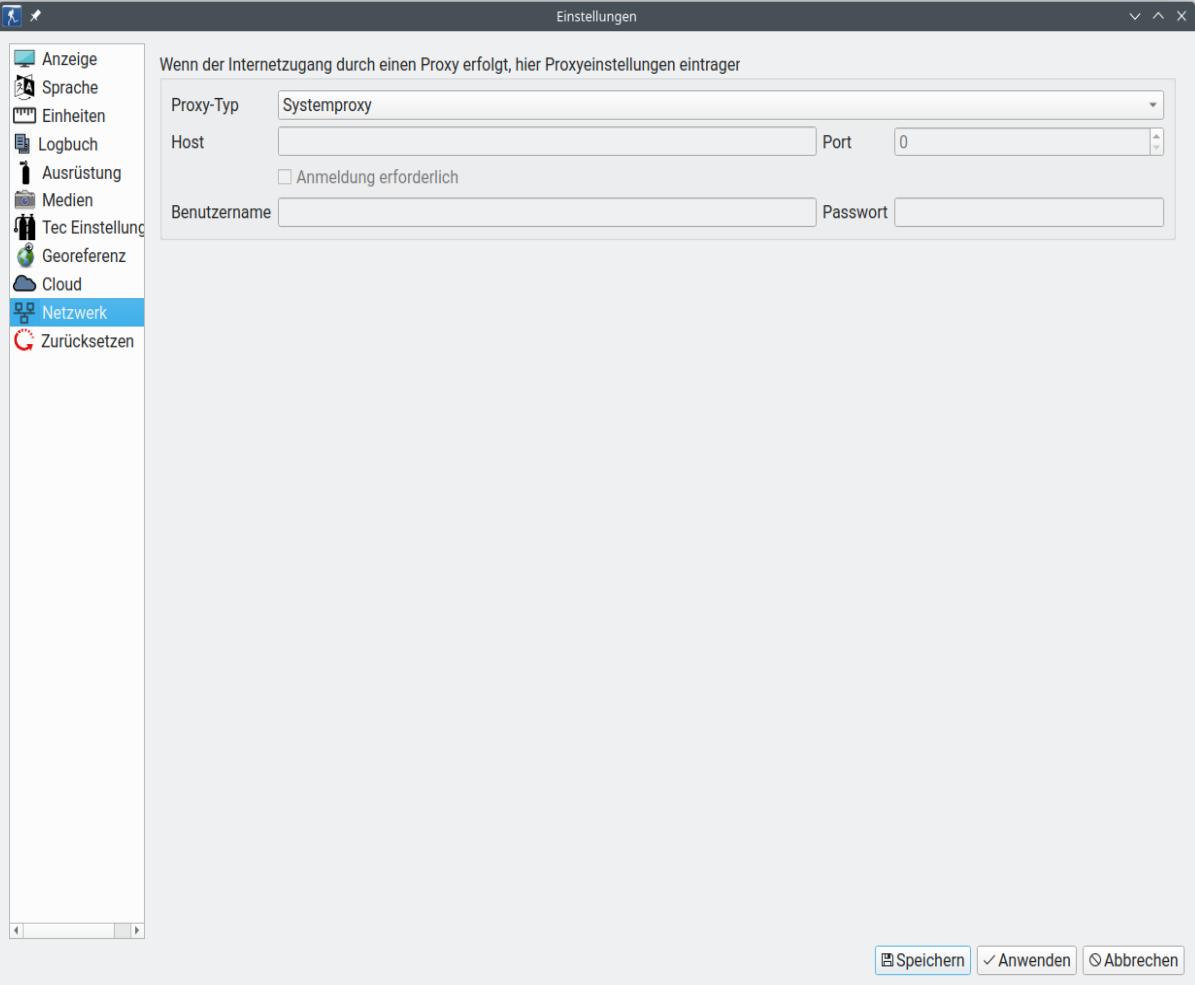 Einstellungen
Anzeige
Sprache
Einheiten
Logbuch
Ausrüstung
Medien
Tec Einstellung
Georeferenz
Cloud
Netzwerk
Zurücksetzen
Wenn der Internetzugang durch einen Proxy erfolgt, hier Proxyeinstellungen eintrager
Proxy-Typ Systemproxy
Host Port 0
Anmeldung erforderlich
Benutzername Passwort
Speichern Anwenden Abbrechen